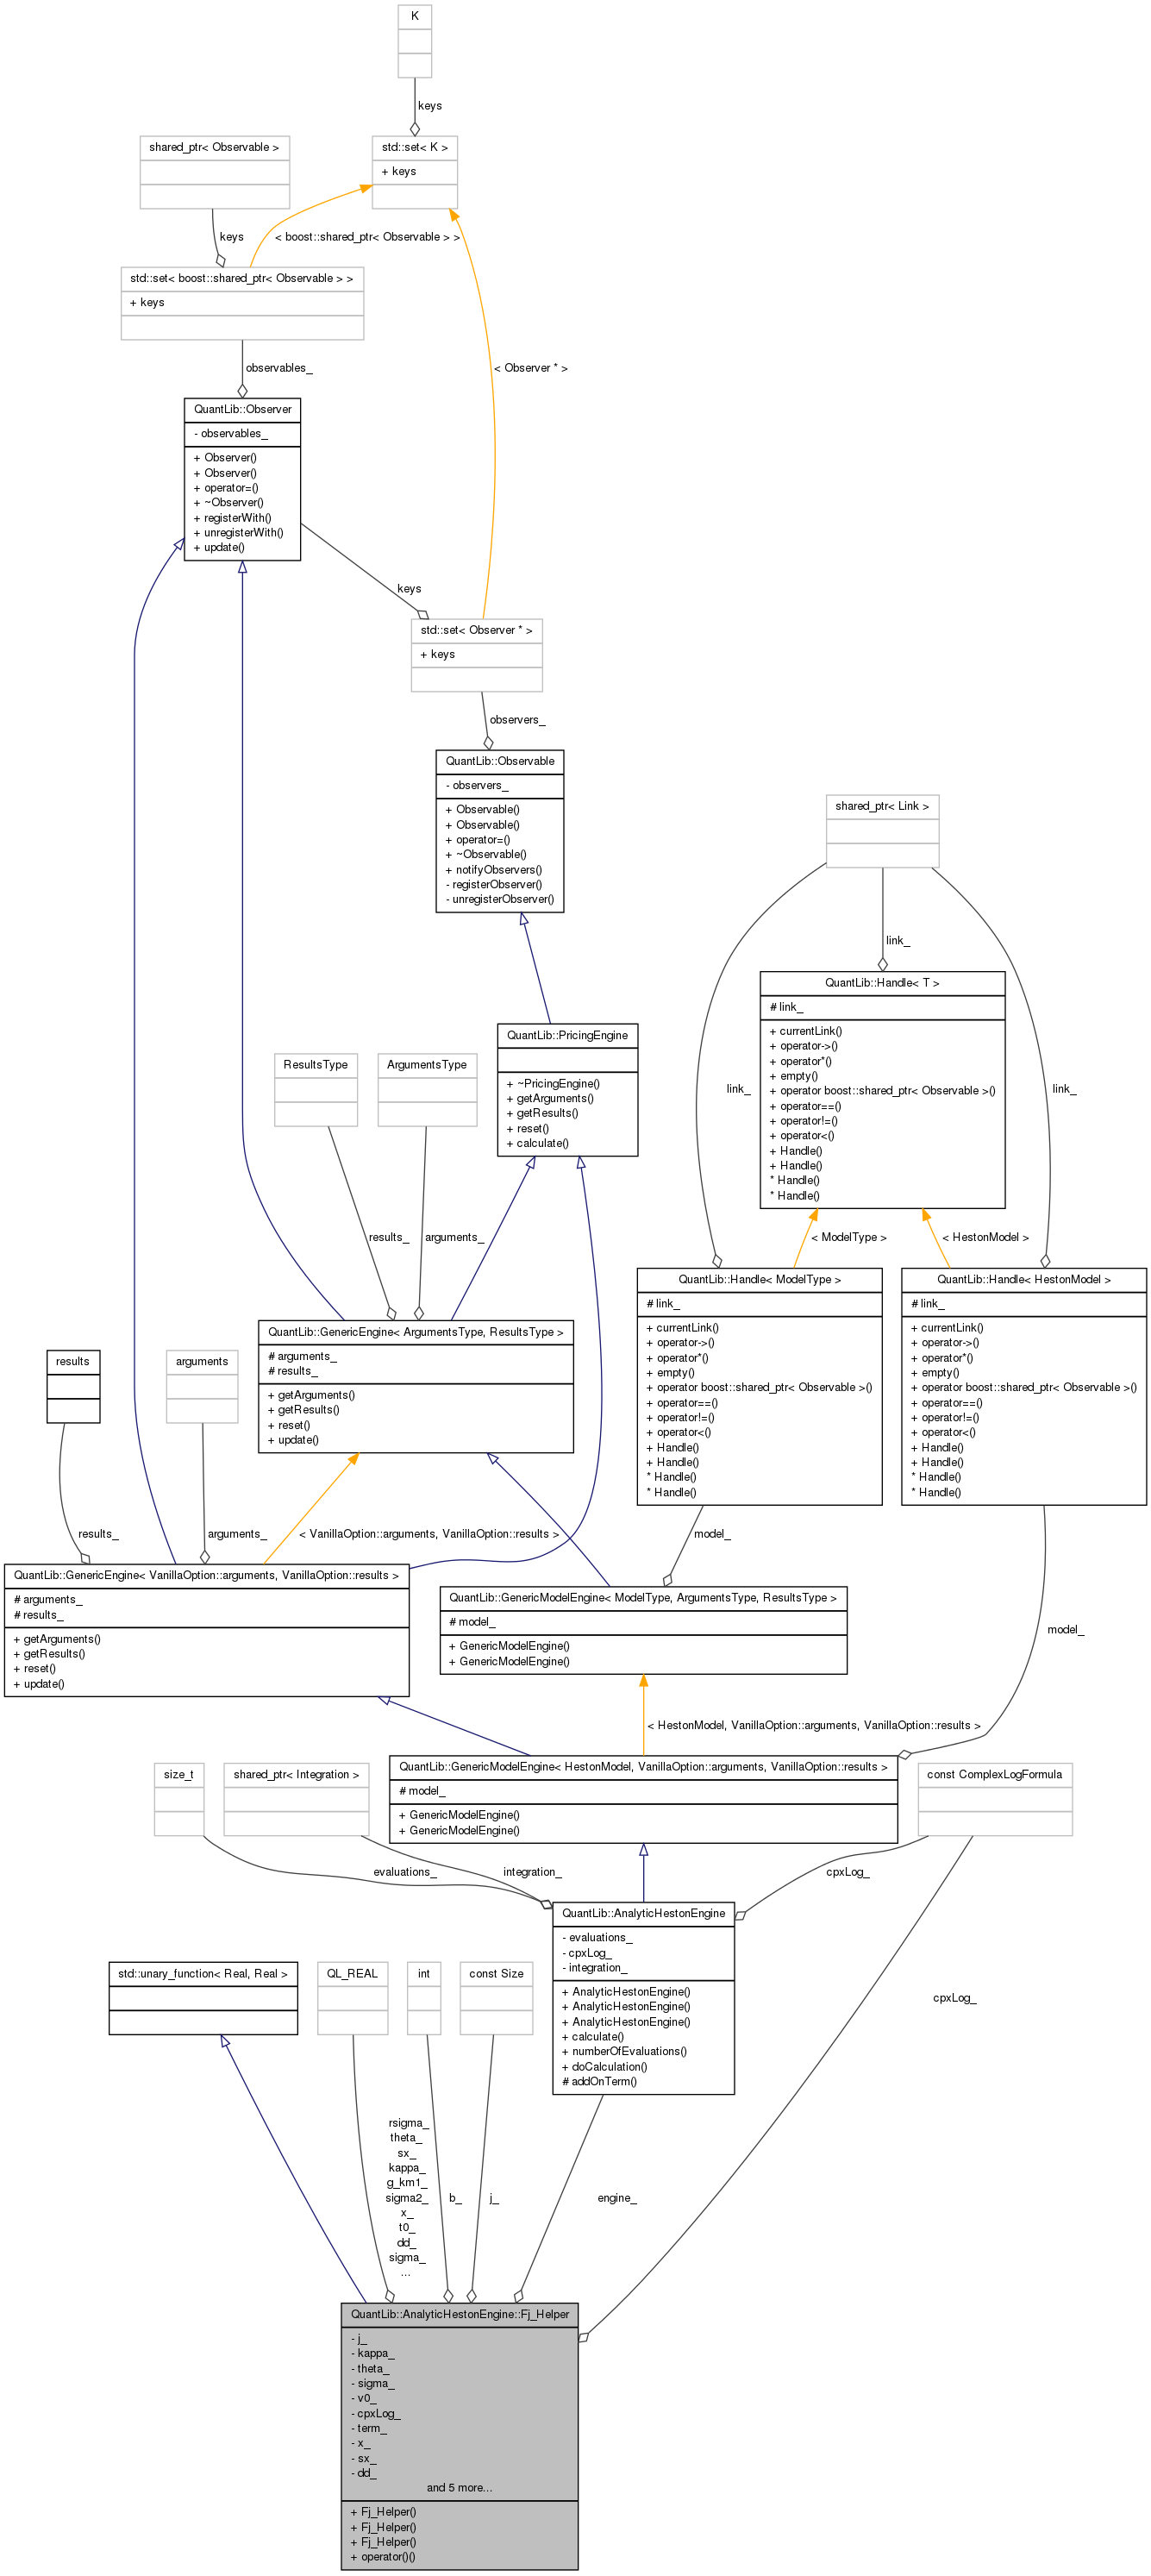 K
keys
shared_ptr< Observable >
std::set< K >
+ keys
keys
< boost::shared_ptr< Observable > >
std::set< boost::shared_ptr< Observable > >
+ keys
observables_
< Observer * >
QuantLib::Observer
- observables_
+ Observer()
+ Observer()
+ operator=()
+ ~Observer()
+ registerWith()
+ unregisterWith()
+ update()
keys
std::set< Observer * >
+ keys
observers_
QuantLib::Observable
- observers_
+ Observable()
+ Observable()
+ operator=()
+ ~Observable()
+ notifyObservers()
- registerObserver()
- unregisterObserver()
shared_ptr< Link >
link_
link_
link_
QuantLib::Handle< T >
# link_
+ currentLink()
+ operator->()
+ operator*()
+ empty()
+ operator boost::shared_ptr< Observable >()
+ operator==()
+ operator!=()
+ operator<()
+ Handle()
+ Handle()
* Handle()
* Handle()
QuantLib::PricingEngine
+ ~PricingEngine()
+ getArguments()
+ getResults()
+ reset()
+ calculate()
ResultsType
ArgumentsType
results_
arguments_
< ModelType >
< HestonModel >
QuantLib::Handle< ModelType >
# link_
+ currentLink()
+ operator->()
+ operator*()
+ empty()
+ operator boost::shared_ptr< Observable >()
+ operator==()
+ operator!=()
+ operator<()
+ Handle()
+ Handle()
* Handle()
* Handle()
QuantLib::Handle< HestonModel >
# link_
+ currentLink()
+ operator->()
+ operator*()
+ empty()
+ operator boost::shared_ptr< Observable >()
+ operator==()
+ operator!=()
+ operator<()
+ Handle()
+ Handle()
* Handle()
* Handle()
QuantLib::GenericEngine< ArgumentsType, ResultsType >
# arguments_
# results_
+ getArguments()
+ getResults()
+ reset()
+ update()
results
arguments
results_
arguments_
< VanillaOption::arguments, VanillaOption::results >
model_
QuantLib::GenericEngine< VanillaOption::arguments, VanillaOption::results >
# arguments_
# results_
+ getArguments()
+ getResults()
+ reset()
+ update()
QuantLib::GenericModelEngine< ModelType, ArgumentsType, ResultsType >
# model_
+ GenericModelEngine()
+ GenericModelEngine()
model_
< HestonModel, VanillaOption::arguments, VanillaOption::results >
size_t
shared_ptr< Integration >
QuantLib::GenericModelEngine< HestonModel, VanillaOption::arguments, VanillaOption::results >
# model_
+ GenericModelEngine()
+ GenericModelEngine()
const ComplexLogFormula
evaluations_
integration_
cpxLog_
QuantLib::AnalyticHestonEngine
- evaluations_
- cpxLog_
- integration_
+ AnalyticHestonEngine()
+ AnalyticHestonEngine()
+ AnalyticHestonEngine()
+ calculate()
+ numberOfEvaluations()
+ doCalculation()
# addOnTerm()
std::unary_function< Real, Real >
QL_REAL
int
const Size
cpxLog_
rsigma_
theta_
sx_
kappa_
g_km1_
sigma2_
x_
t0_
dd_
sigma_
...
b_
j_
engine_
QuantLib::AnalyticHestonEngine::Fj_Helper
- j_
- kappa_
- theta_
- sigma_
- v0_
- cpxLog_
- term_
- x_
- sx_
- dd_
and 5 more...
+ Fj_Helper()
+ Fj_Helper()
+ Fj_Helper()
+ operator()()